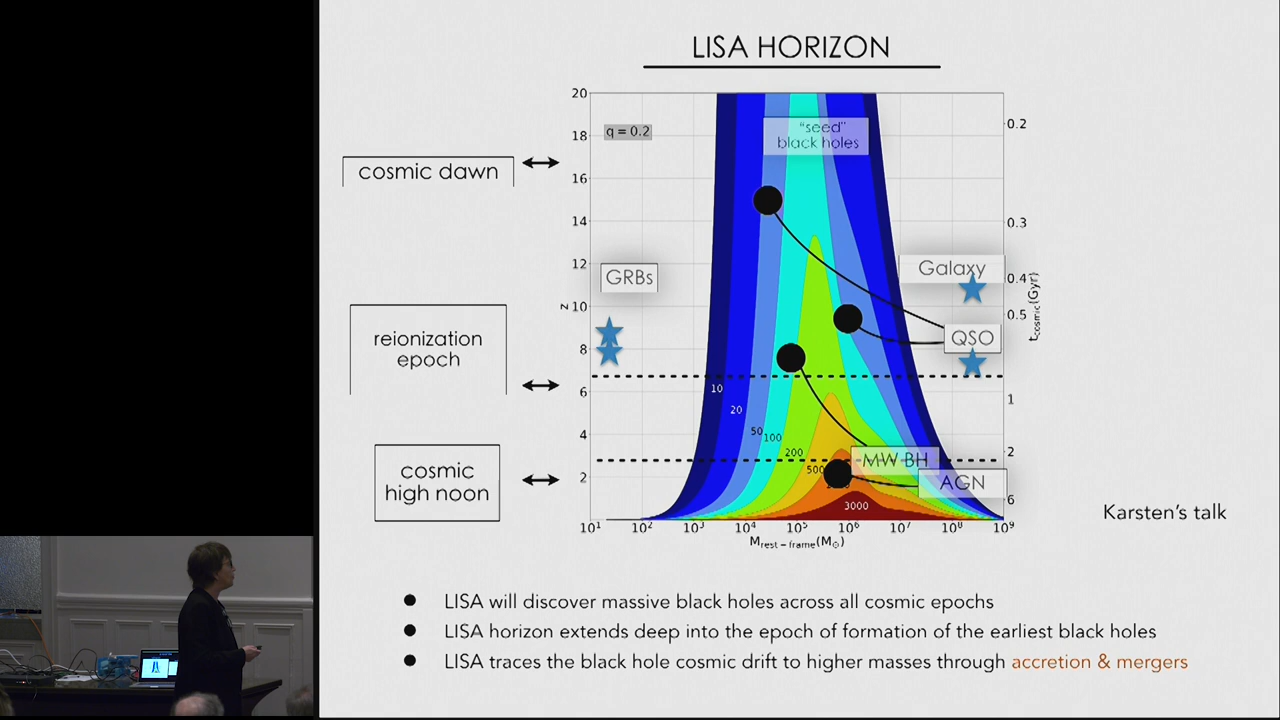 LISA HORIZON
cosmic dawn
reionization
epoch
cosmic
high noon
20
18
16
14
12
10
8
6
4
2
z
q = 0.2
"seed"
black holes
GRBs
Galaxy
QSO
MW BH
AGN
10
20
50
100
200
500
3000
0.2
0.3
0.4
0.5
1
2
6
t_cosmic(Gyr)
10¹ 10² 10³ 10⁴ 10⁵ 10⁶ 10⁷ 10⁸ 10⁹
M_rest-frame(M☉)
Karsten's talk
● LISA will discover massive black holes across all cosmic epochs
● LISA horizon extends deep into the epoch of formation of the earliest black holes
● LISA traces the black hole cosmic drift to higher masses through accretion & mergers